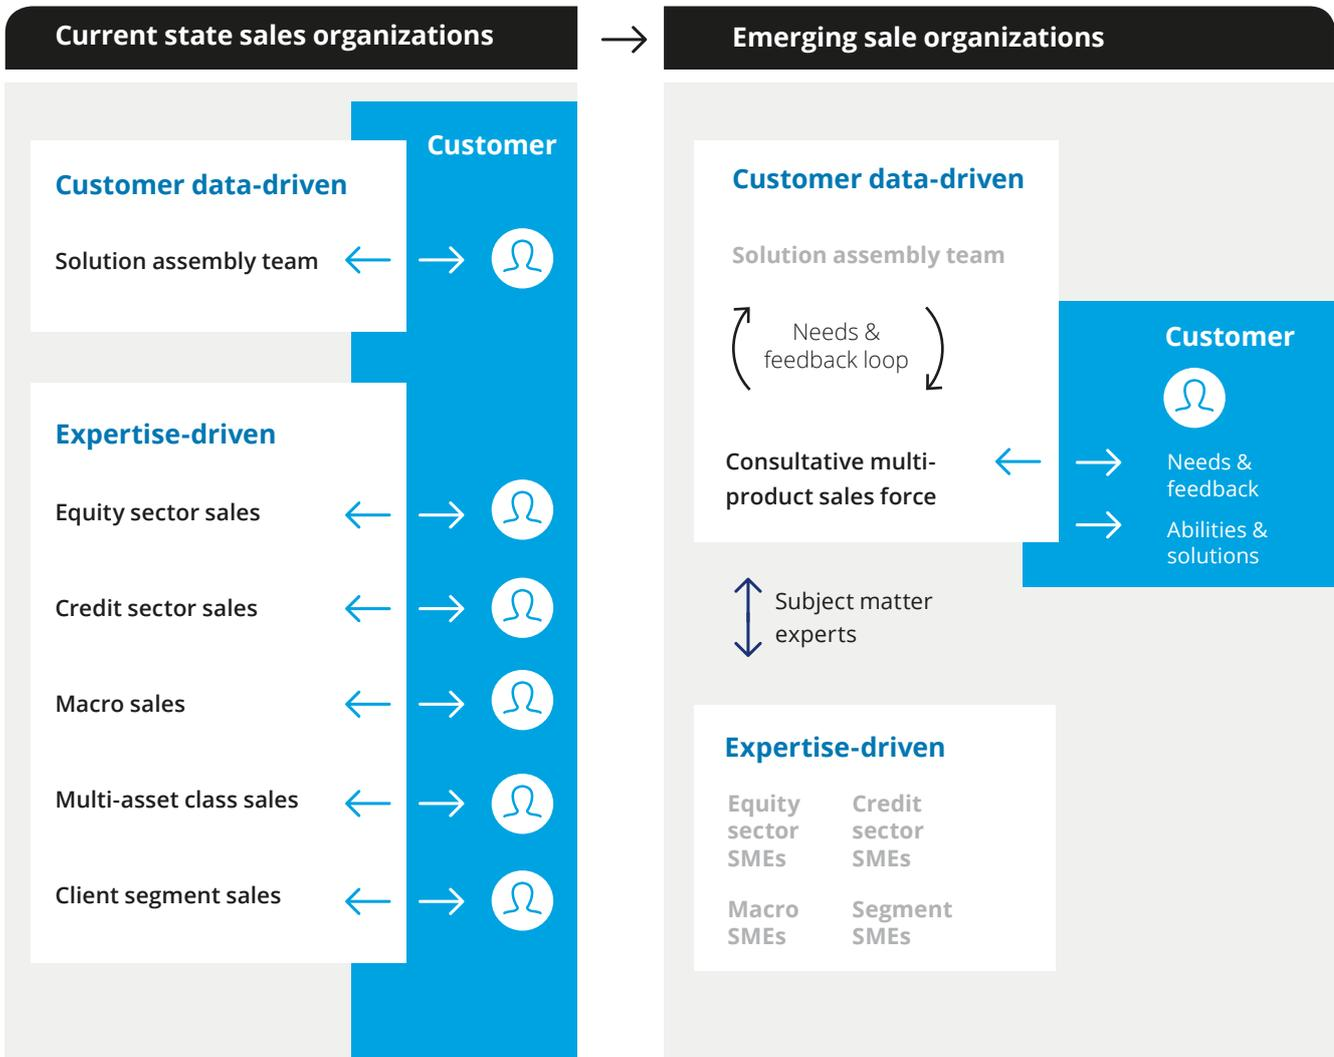 Current state sales organizations
Emerging sale organizations
Customer
Customer data-driven
Solution assembly team
Expertise-driven
Equity sector sales
Credit sector sales
Macro sales
Multi-asset class sales
Client segment sales
Customer data-driven
Solution assembly team
Needs &
feedback loop
Consultative multi-
product sales force
Customer
Needs &
feedback
Abilities &
solutions
Subject matter
experts
Expertise-driven
Equity
sector
SMEs
Credit
sector
SMEs
Macro
SMEs
Segment
SMEs